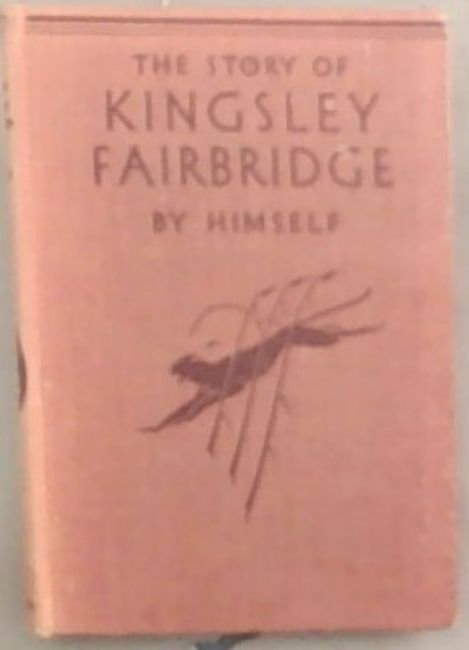 THE STORY OF
KINGSLEY
FAIRBRIDGE
BY HIMSELF